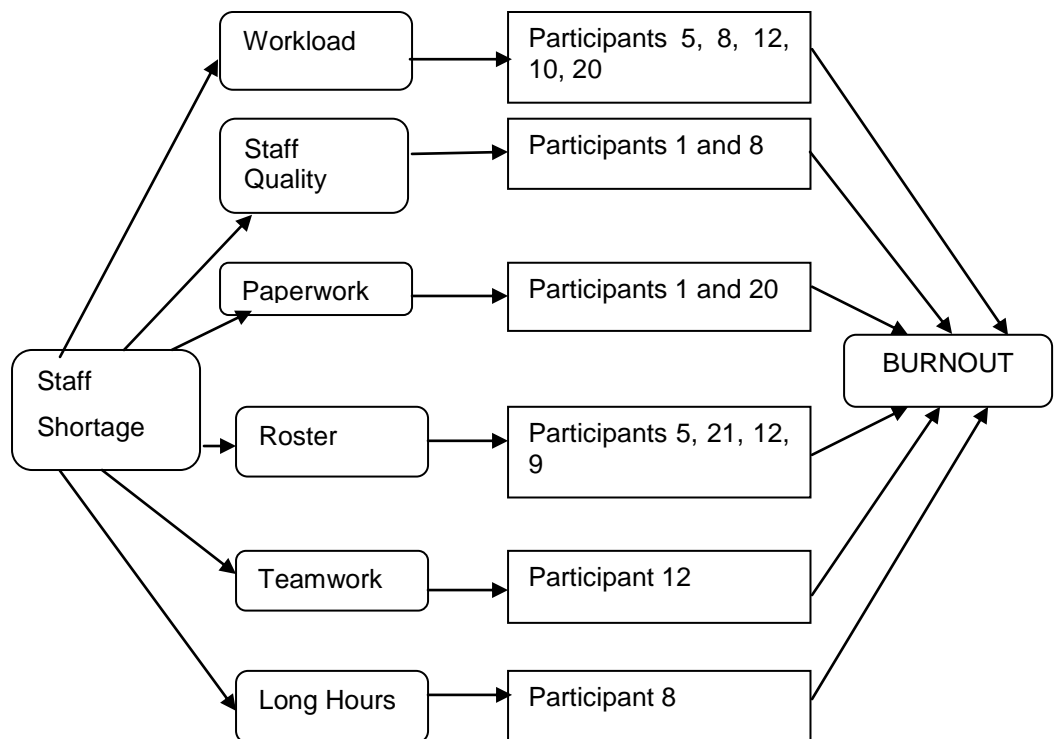 Workload
Participants 5, 8, 12,
10, 20
Staff
Quality
Participants 1 and 8
Paperwork
Participants 1 and 20
Staff
Shortage
BURNOUT
Roster
Participants 5, 21, 12,
9
Teamwork
Participant 12
Long Hours
Participant 8